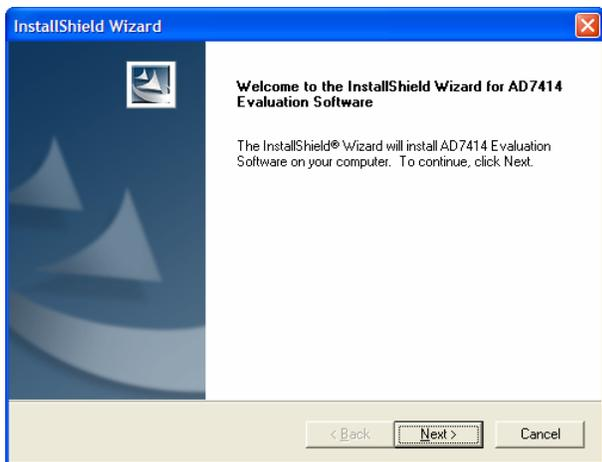 InstallShield Wizard
Welcome to the InstallShield Wizard for AD7414
Evaluation Software
The InstallShield® Wizard will install AD7414 Evaluation
Software on your computer. To continue, click Next.
< Back
Next >
Cancel